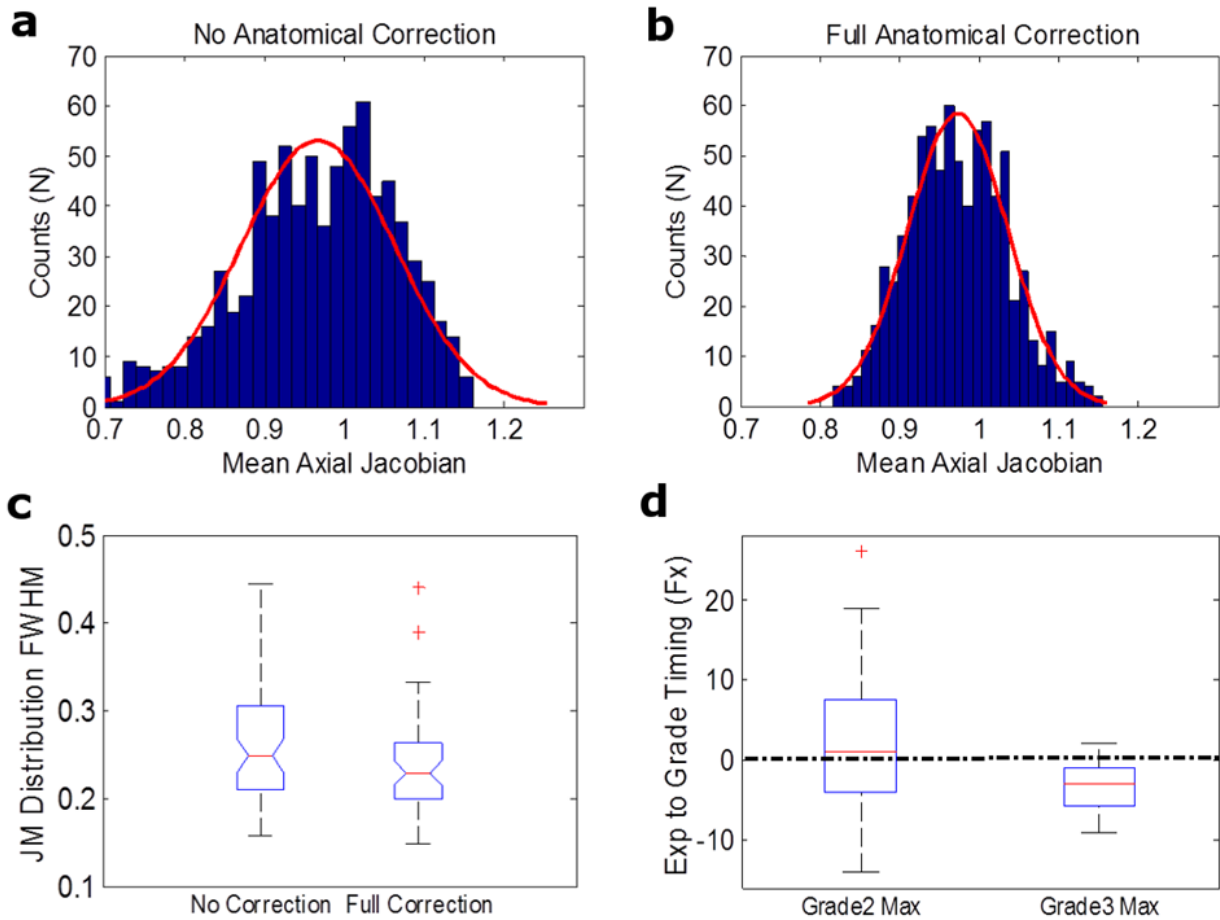 a
No Anatomical Correction
70
60
50
40
30
20
10
0
Counts (N)
0.7 0.8 0.9 1 1.1 1.2
Mean Axial Jacobian
b
Full Anatomical Correction
70
60
50
40
30
20
10
0
Counts (N)
0.7 0.8 0.9 1 1.1 1.2
Mean Axial Jacobian
c
0.5
0.4
0.3
0.2
0.1
JM Distribution FWHM
No Correction Full Correction
d
20
10
0
-10
Exp to Grade Timing (Fx)
Grade2 Max Grade3 Max